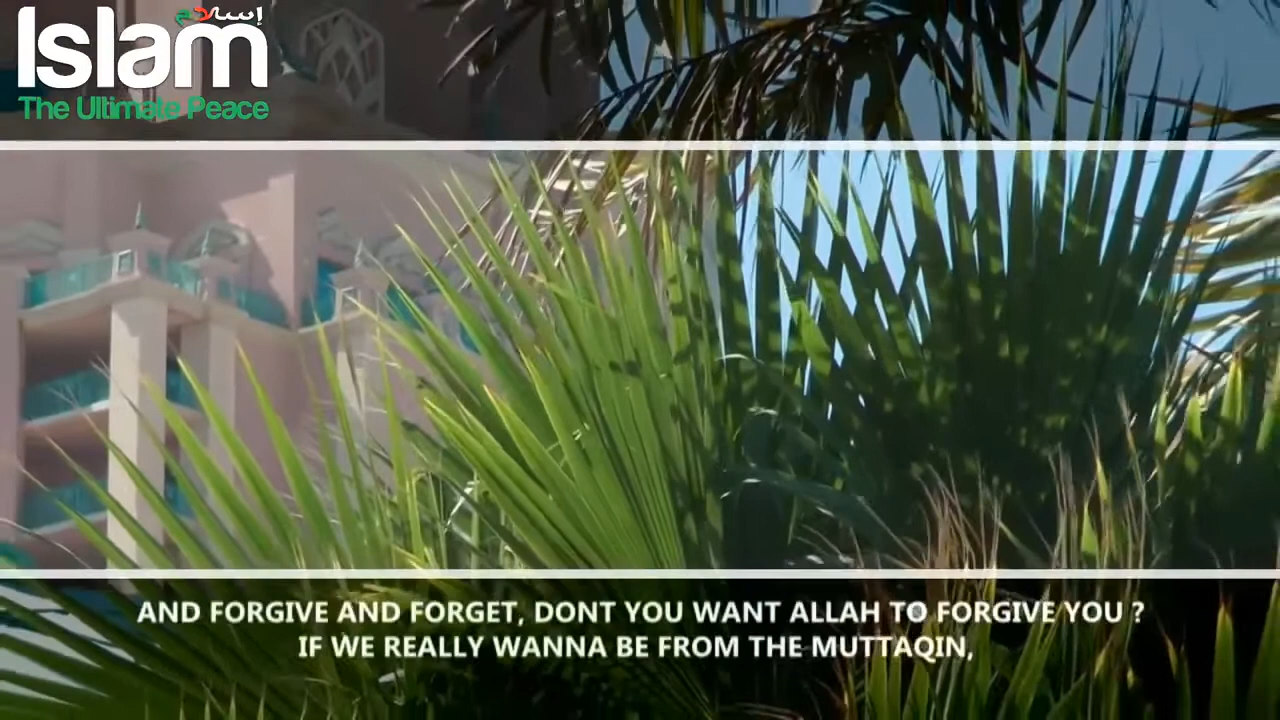 إسلام
Islam
The Ultimate Peace
AND FORGIVE AND FORGET, DONT YOU WANT ALLAH TO FORGIVE YOU ?
IF WE REALLY WANNA BE FROM THE MUTTAQIN,